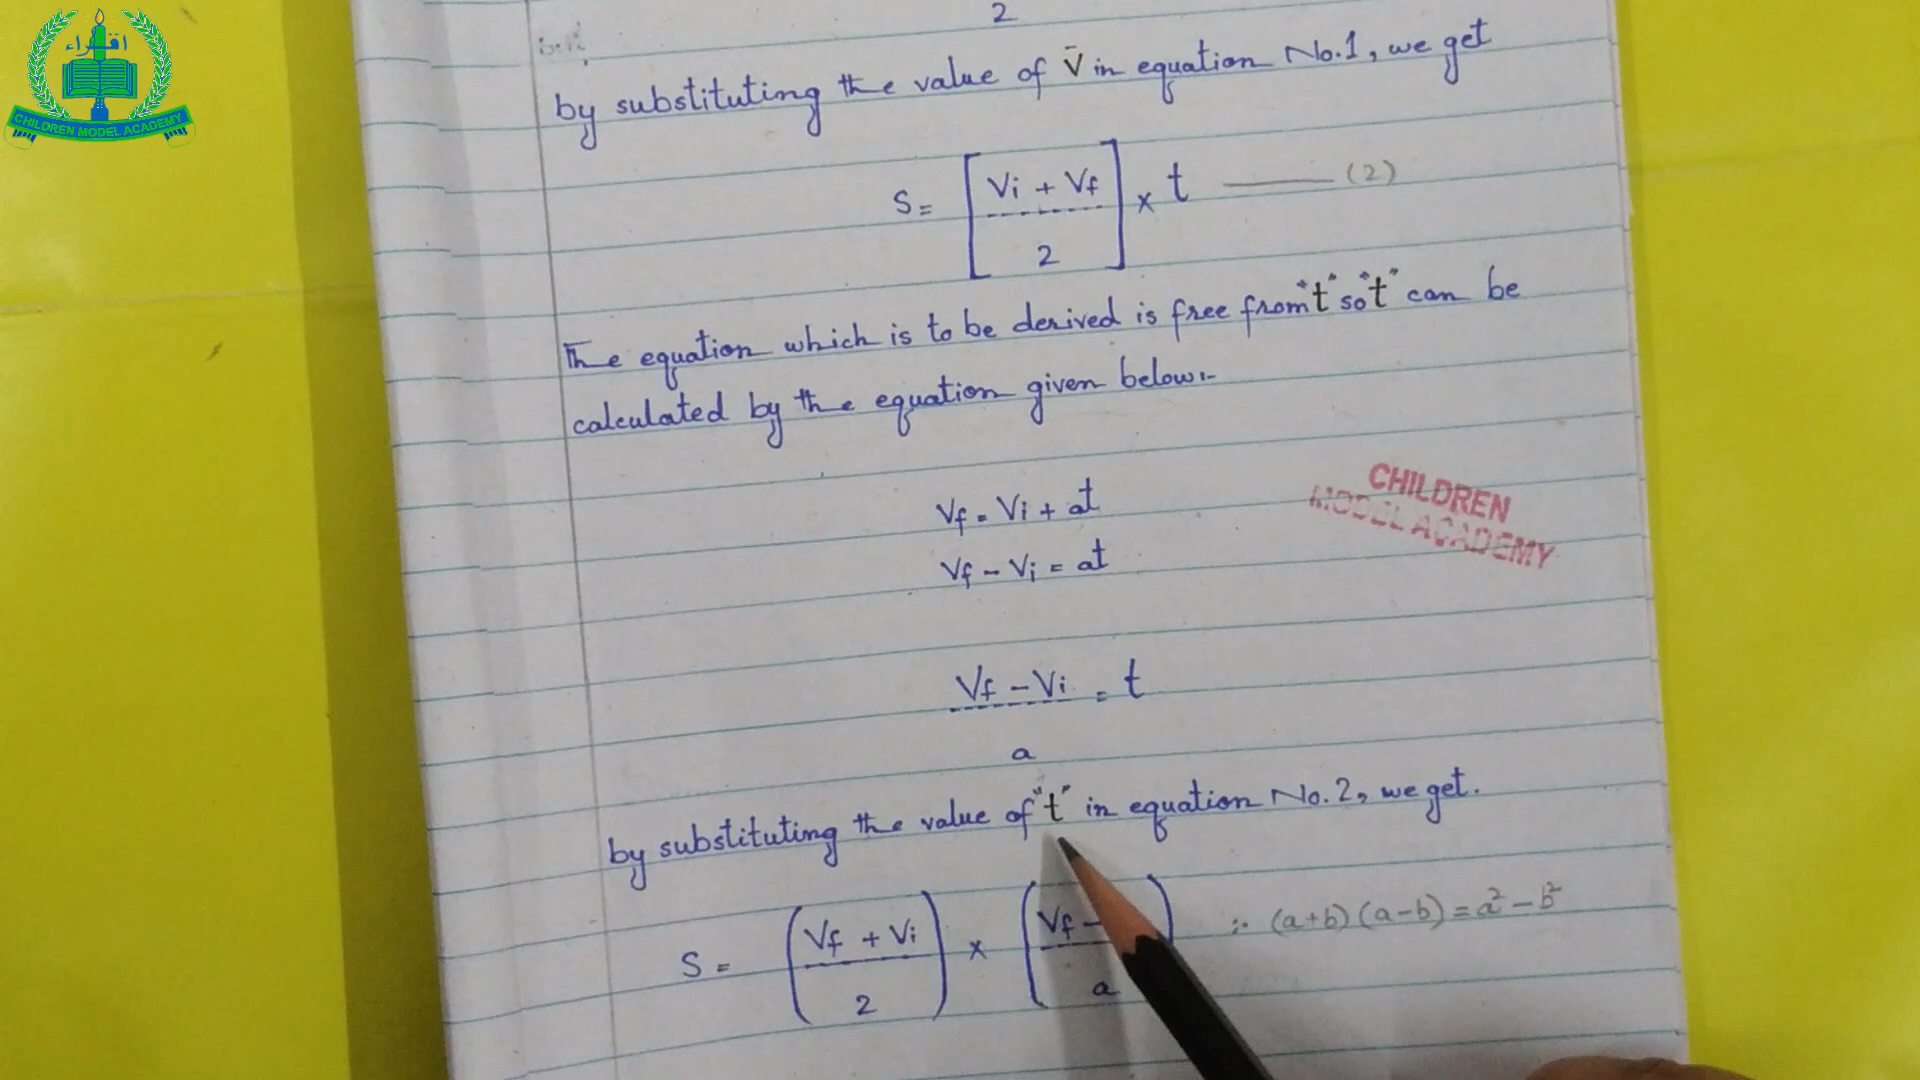 اقراء
CHILDREN MODEL ACADEMY
2
by substituting the value of V̄ in equation No.1, we get
S = [Vi + Vf / 2] × t —— (2)
The equation which is to be derived is free from "t" so "t" can be
calculated by the equation given below:-
Vf = Vi + at
Vf - Vi = at
Vf - Vi = t
a
CHILDREN
MODEL ACADEMY
by substituting the value of "t" in equation No.2, we get.
S = (Vf + Vi / 2) × (Vf - / a) ∵ (a+b)(a-b) = a² - b²